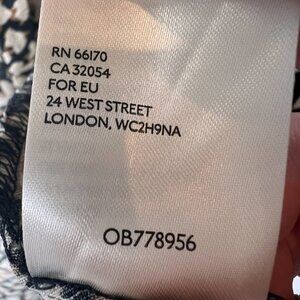 RN 66170
CA 32054
FOR EU
24 WEST STREET
LONDON, WC2H9NA
OB778956